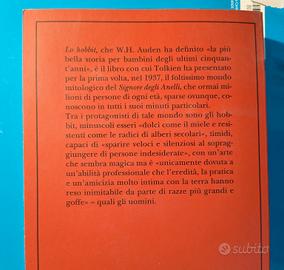 Lo hobbit, che W.H. Auden ha definito «la più
bella storia per bambini degli ultimi cinquan-
t'anni», è il libro con cui Tolkien ha presentato
per la prima volta, nel 1937, il foltissimo mondo
mitologico del Signore degli Anelli, che ormai mi-
lioni di persone di ogni età, sparse ovunque, co-
noscono in tutti i suoi minuti particolari.
Tra i protagonisti di tale mondo sono gli hob-
bit, minuscoli esseri «dolci come il miele e resi-
stenti come le radici di alberi secolari», timidi,
capaci di «sparire veloci e silenziosi al soprag-
giungere di persone indesiderate», con un'arte
che sembra magica ma è «unicamente dovuta a
un'abilità professionale che l'eredità, la pratica
e un'amicizia molto intima con la terra hanno
reso inimitabile da parte di razze più grandi e
goffe» – quali gli uomini.
subito.it